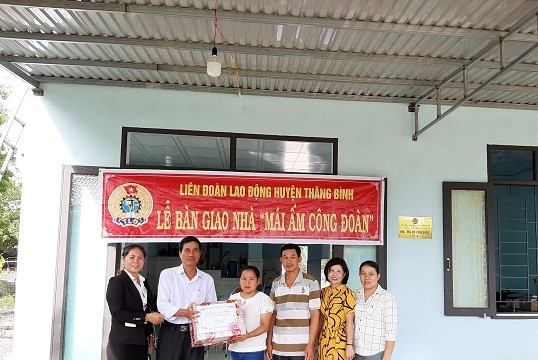 LIÊN ĐOÀN LAO ĐỘNG HUYỆN THĂNG BÌNH
LỄ BÀN GIAO NHÀ "MÁI ẤM CÔNG ĐOÀN"